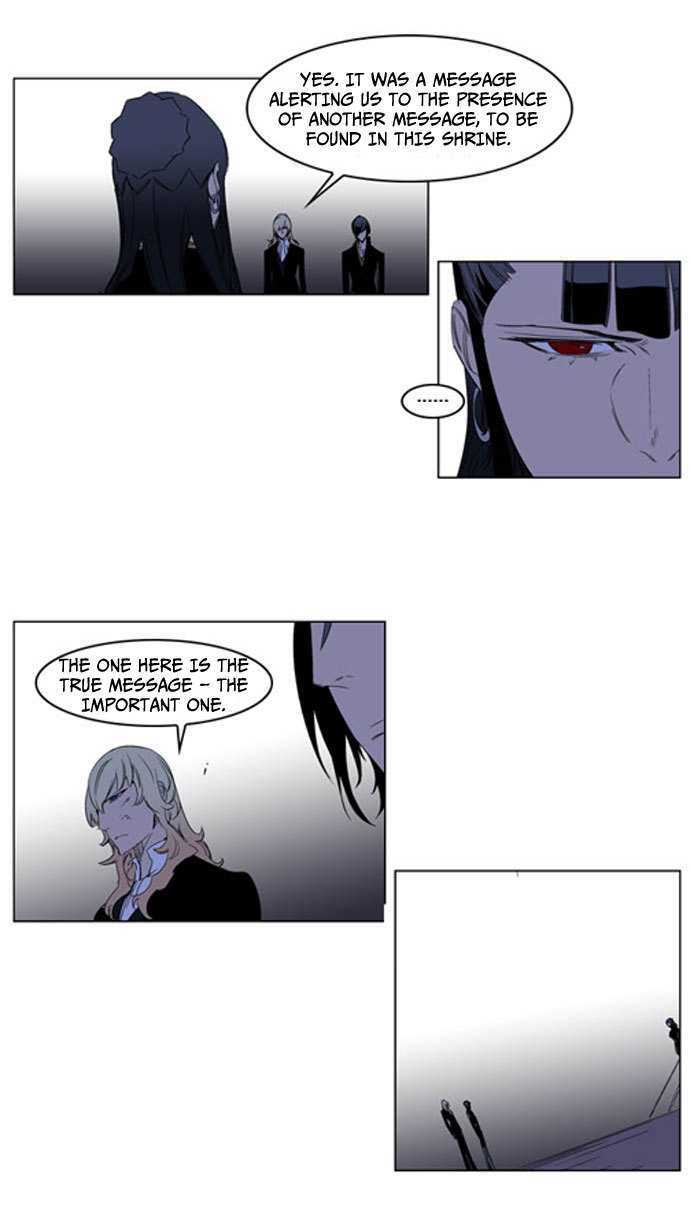 YES. IT WAS A MESSAGE
ALERTING US TO THE PRESENCE
OF ANOTHER MESSAGE, TO BE
FOUND IN THIS SHRINE.
......
THE ONE HERE IS THE
TRUE MESSAGE - THE
IMPORTANT ONE.